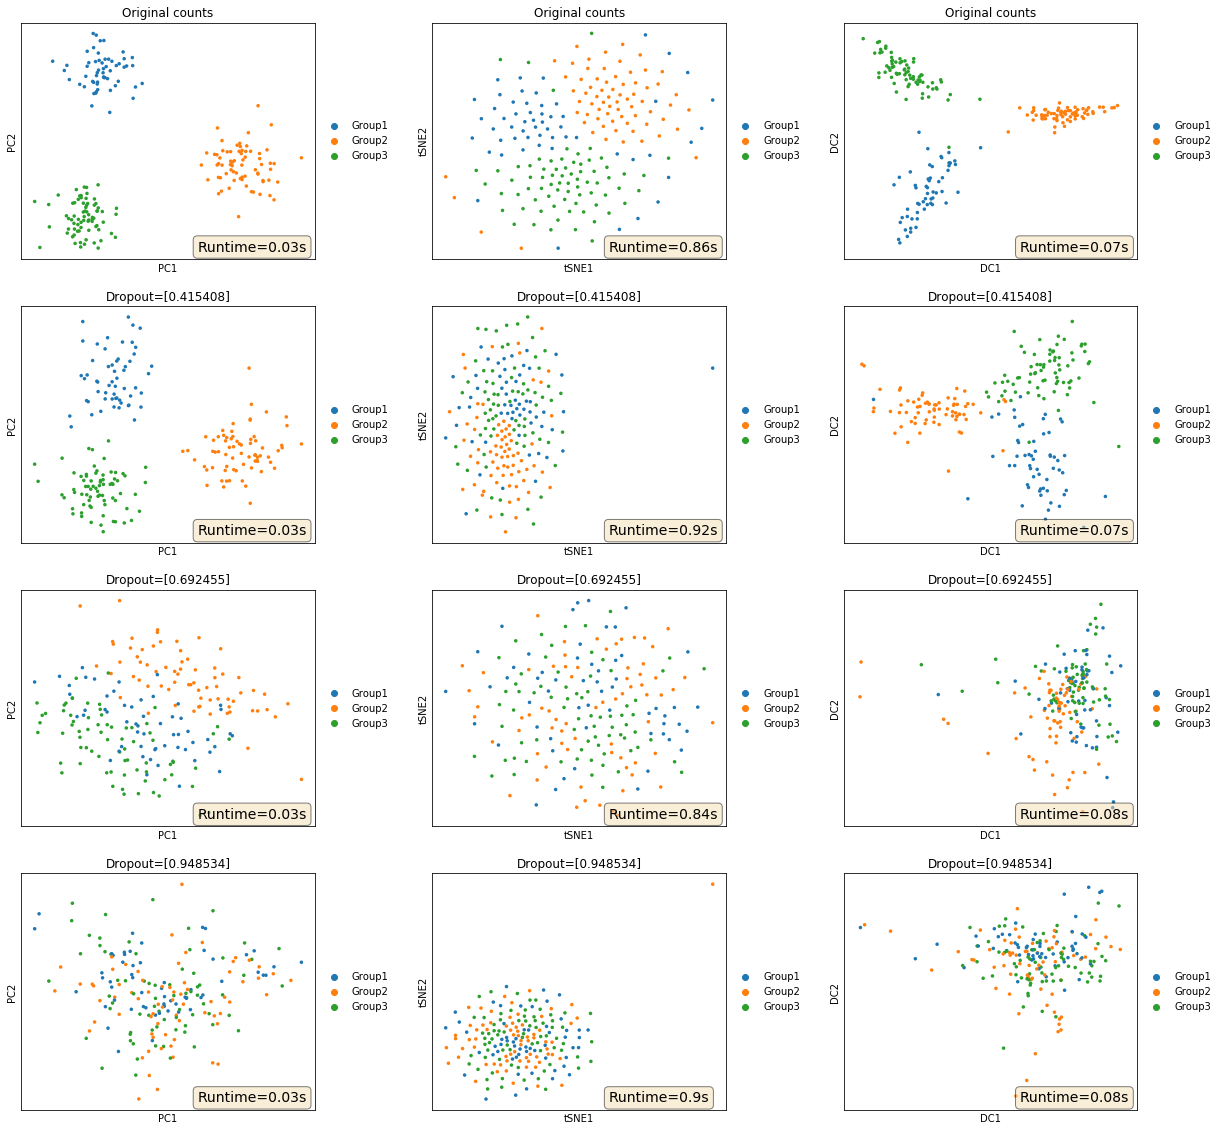 Original counts
PC2
Group1
Group2
Group3
Runtime=0.03s
PC1
Original counts
tSNE2
Group1
Group2
Group3
Runtime=0.86s
tSNE1
Original counts
DC2
Group1
Group2
Group3
Runtime=0.07s
DC1
Dropout=[0.415408]
PC2
Group1
Group2
Group3
Runtime=0.03s
PC1
Dropout=[0.415408]
tSNE2
Group1
Group2
Group3
Runtime=0.92s
tSNE1
Dropout=[0.415408]
DC2
Group1
Group2
Group3
Runtime=0.07s
DC1
Dropout=[0.692455]
PC2
Group1
Group2
Group3
Runtime=0.03s
PC1
Dropout=[0.692455]
tSNE2
Group1
Group2
Group3
Runtime=0.84s
tSNE1
Dropout=[0.692455]
DC2
Group1
Group2
Group3
Runtime=0.08s
DC1
Dropout=[0.948534]
PC2
Group1
Group2
Group3
Runtime=0.03s
PC1
Dropout=[0.948534]
tSNE2
Group1
Group2
Group3
Runtime=0.9s
tSNE1
Dropout=[0.948534]
DC2
Group1
Group2
Group3
Runtime=0.08s
DC1